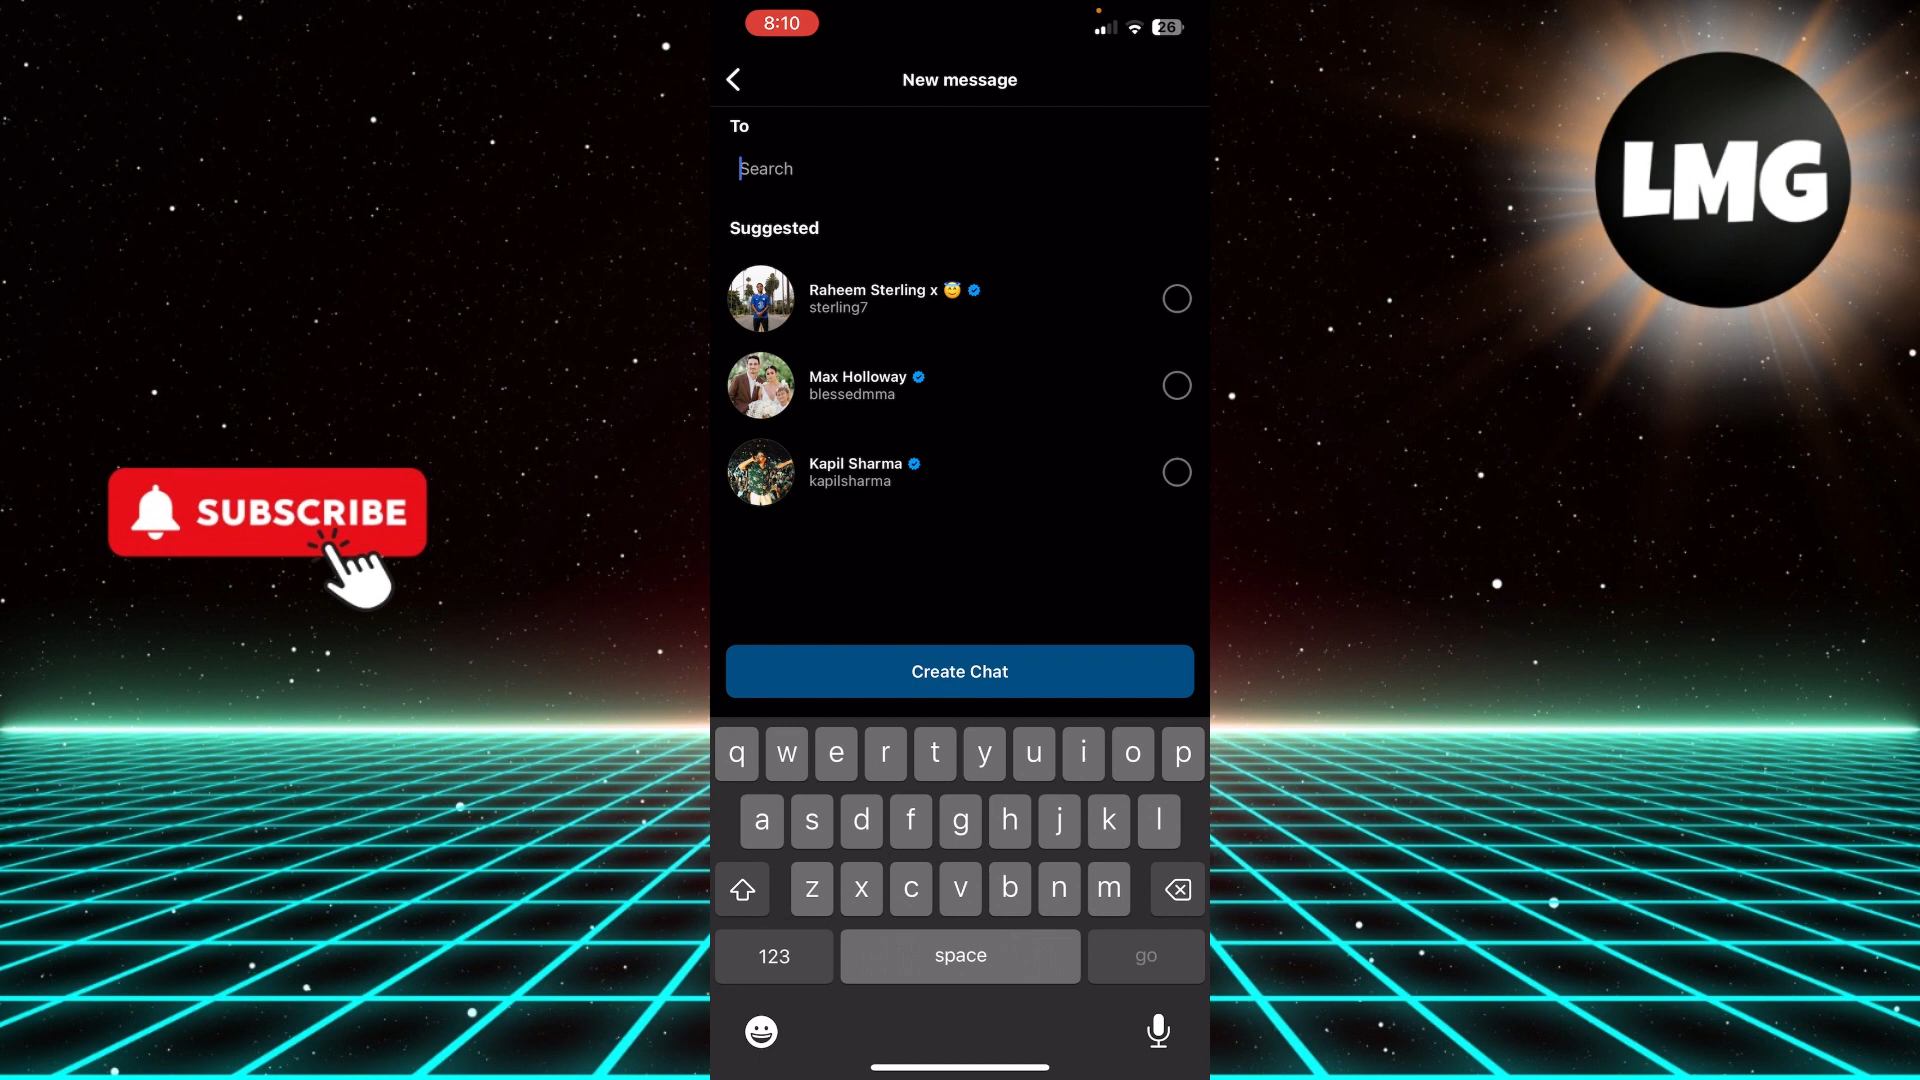 8:10
26
New message
To
Search
Suggested
Raheem Sterling x 😇
sterling7
Max Holloway
blessedmma
Kapil Sharma
kapilsharma
Create Chat
q w e r t y u i o p
a s d f g h j k l
z x c v b n m
123 space go
SUBSCRIBE
LMG